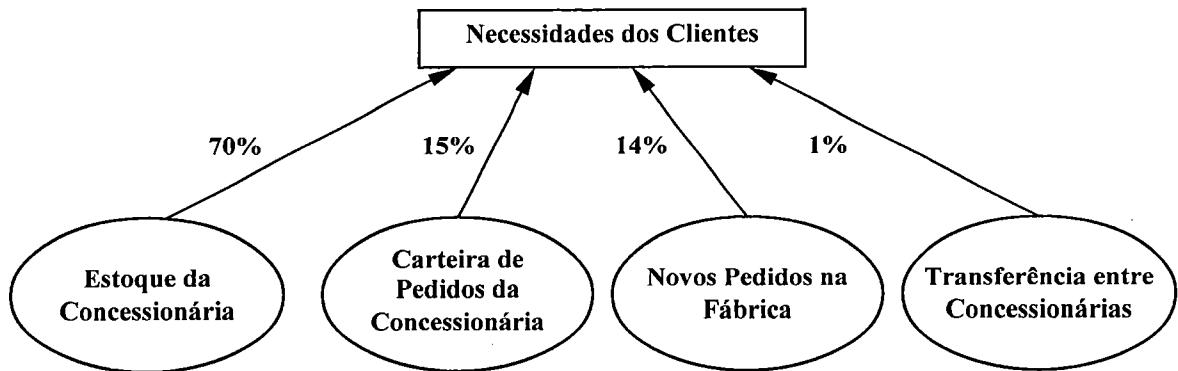 Necessidades dos Clientes
70%
15%
14%
1%
Estoque da
Concessionária
Carteira de
Pedidos da
Concessionária
Novos Pedidos na
Fábrica
Transferência entre
Concessionárias